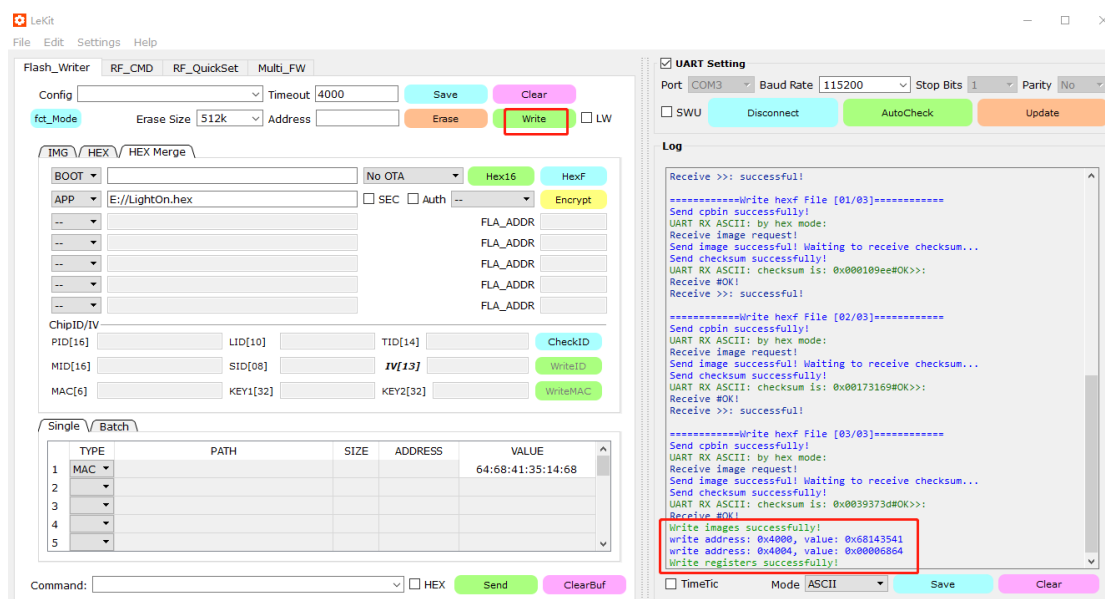 LeKit
File Edit Settings Help
Flash_Writer RF_CMD RF_QuickSet Multi_FW
Config Timeout 4000 Save Clear
fct_Mode Erase Size 512k Address Erase Write LW
IMG HEX HEX Merge
BOOT No OTA Hex16 HexF
APP E://LightOn.hex SEC Auth -- Encrypt
-- FLA_ADDR
-- FLA_ADDR
-- FLA_ADDR
-- FLA_ADDR
-- FLA_ADDR
ChipID/IV
PID[16] LID[10] TID[14] CheckID
MID[16] SID[08] IV[13] WriteID
MAC[6] KEY1[32] KEY2[32] WriteMAC
Single Batch
TYPE PATH SIZE ADDRESS VALUE
1 MAC 64:68:41:35:14:68
2
3
4
5
Command: HEX Send ClearBuf
UART Setting
Port COM3 Baud Rate 115200 Stop Bits 1 Parity No
SWU Disconnect AutoCheck Update
Log
Receive >>: successful!
============Write hexf File [01/03]============
Send cpbin successfully!
UART RX ASCII: by hex mode:
Receive image request!
Send image successful! Waiting to receive checksum...
Send checksum successfully!
UART RX ASCII: checksum is: 0x000109ee#OK>>:
Receive #OK!
Receive >>: successful!
============Write hexf File [02/03]============
Send cpbin successfully!
UART RX ASCII: by hex mode:
Receive image request!
Send image successful! Waiting to receive checksum...
Send checksum successfully!
UART RX ASCII: checksum is: 0x00173169#OK>>:
Receive #OK!
Receive >>: successful!
============Write hexf File [03/03]============
Send cpbin successfully!
UART RX ASCII: by hex mode:
Receive image request!
Send image successful! Waiting to receive checksum...
Send checksum successfully!
UART RX ASCII: checksum is: 0x0039373d#OK>>:
Receive #OK!
Write images successfully!
write address: 0x4000, value: 0x68143541
write address: 0x4004, value: 0x00006864
Write registers successfully!
TimeTic Mode ASCII Save Clear